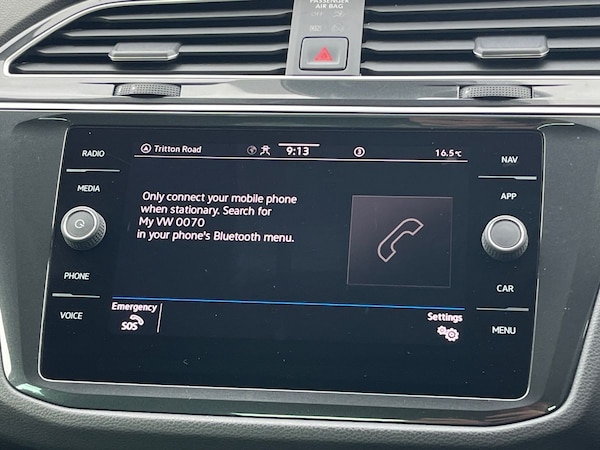 PASSENGER
AIR BAG
Tritton Road
9:13
3
16.5°C
RADIO
MEDIA
PHONE
VOICE
Only connect your mobile phone
when stationary. Search for
My VW 0070
in your phone's Bluetooth menu.
Emergency
SOS
Settings
NAV
APP
CAR
MENU